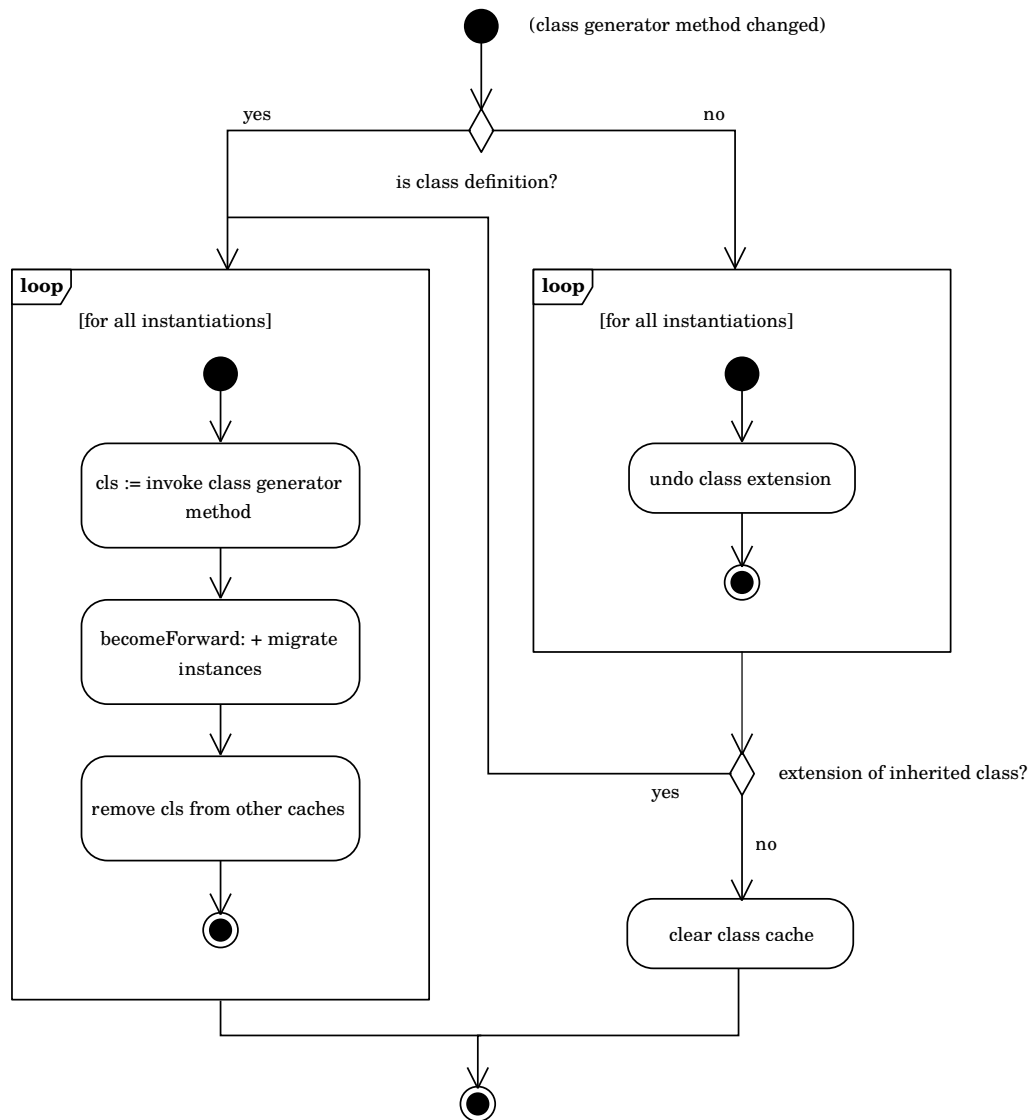 (class generator method changed)
yes
no
is class definition?
loop
[for all instantiations]
cls := invoke class generator
method
becomeForward: + migrate
instances
remove cls from other caches
loop
[for all instantiations]
undo class extension
extension of inherited class?
yes
no
clear class cache